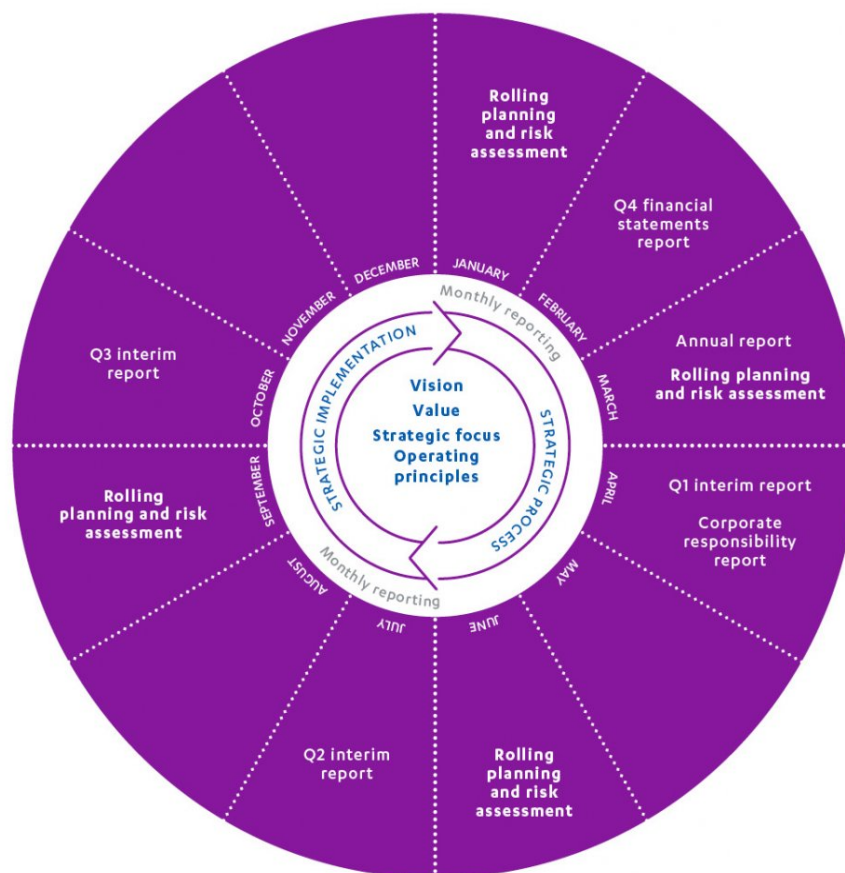 Rolling
planning
and risk
assessment
Q4 financial
statements
report
Annual report
Rolling planning
and risk assessment
Q1 interim report
Corporate
responsibility
report
Rolling
planning
and risk
assessment
Q2 interim
report
Rolling
planning and risk
assessment
Q3 interim
report
JANUARY
FEBRUARY
MARCH
APRIL
MAY
JUNE
JULY
AUGUST
SEPTEMBER
OCTOBER
NOVEMBER
DECEMBER
Monthly reporting
STRATEGIC PROCESS
Monthly reporting
STRATEGIC IMPLEMENTATION
Vision
Value
Strategic focus
Operating
principles